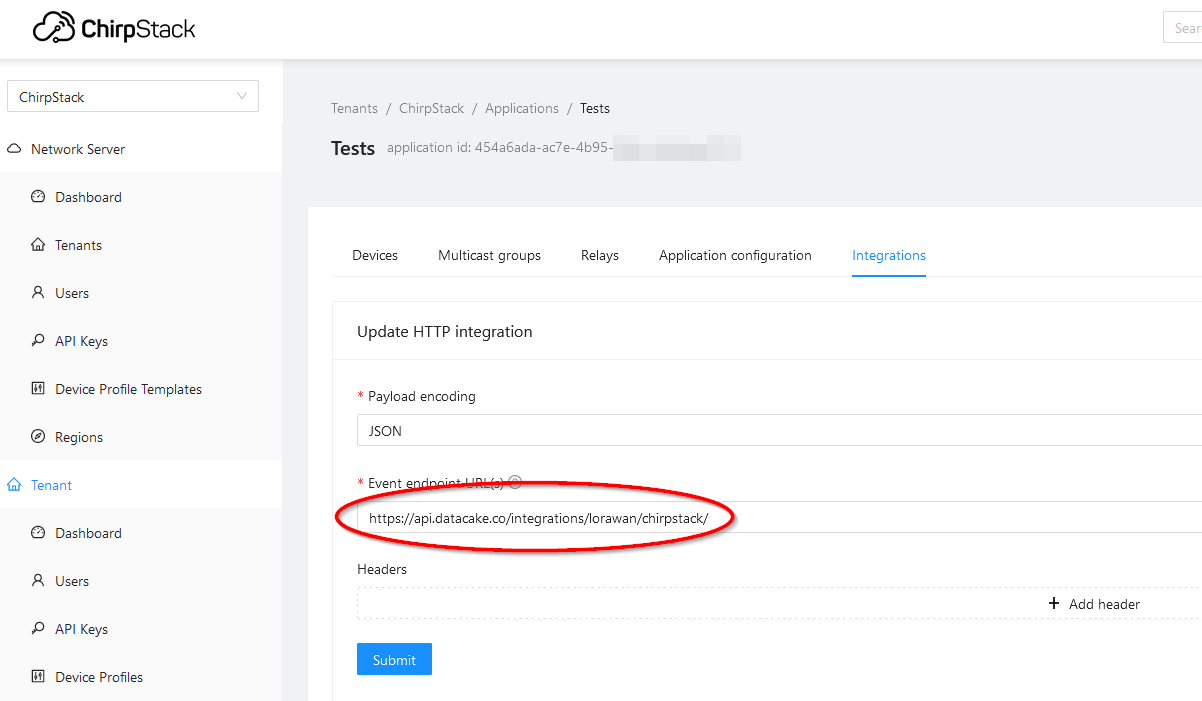 ChirpStack
Sear
ChirpStack
Tenants / ChirpStack / Applications / Tests
Network Server
Tests application id: 454a6ada-ac7e-4b95-
Dashboard
Tenants
Users
API Keys
Device Profile Templates
Regions
Tenant
Dashboard
Users
API Keys
Device Profiles
Devices Multicast groups Relays Application configuration Integrations
Update HTTP integration
* Payload encoding
JSON
* Event endpoint URL(s)
https://api.datacake.co/integrations/lorawan/chirpstack/
Headers
+ Add header
Submit